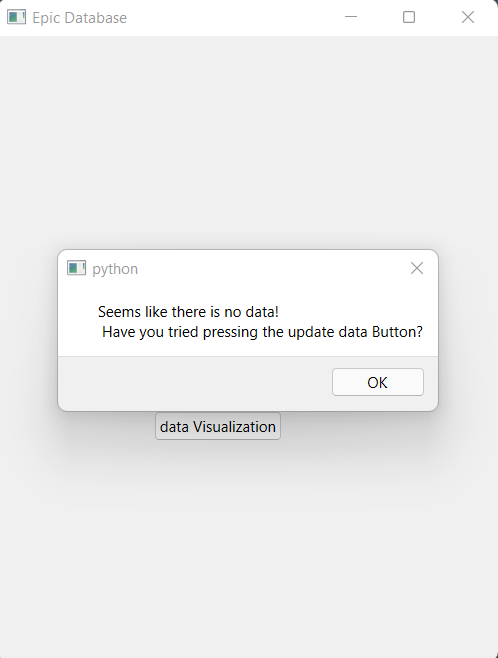 Epic Database
python
Seems like there is no data!
Have you tried pressing the update data Button?
OK
data Visualization